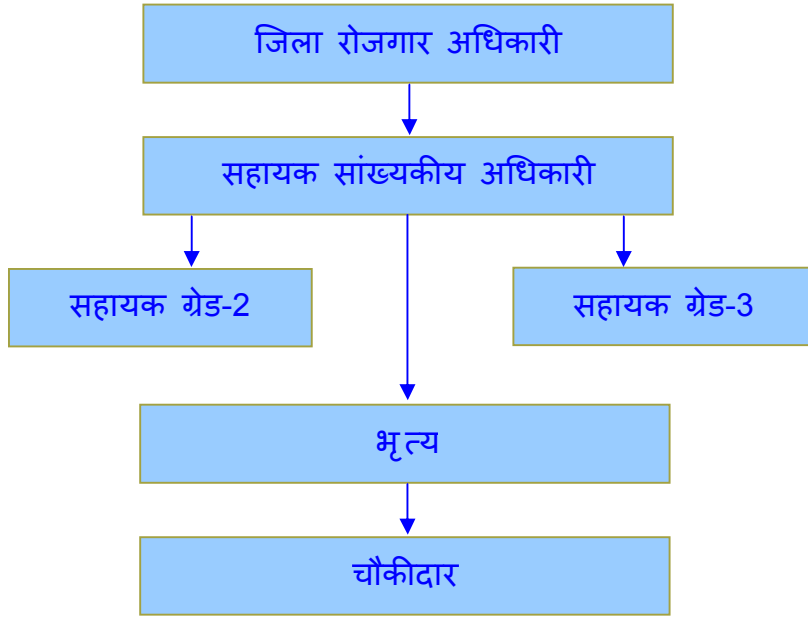 जिला रोजगार अधिकारी
सहायक सांख्यकीय अधिकारी
सहायक ग्रेड-2
सहायक ग्रेड-3
भृत्य
चौकीदार